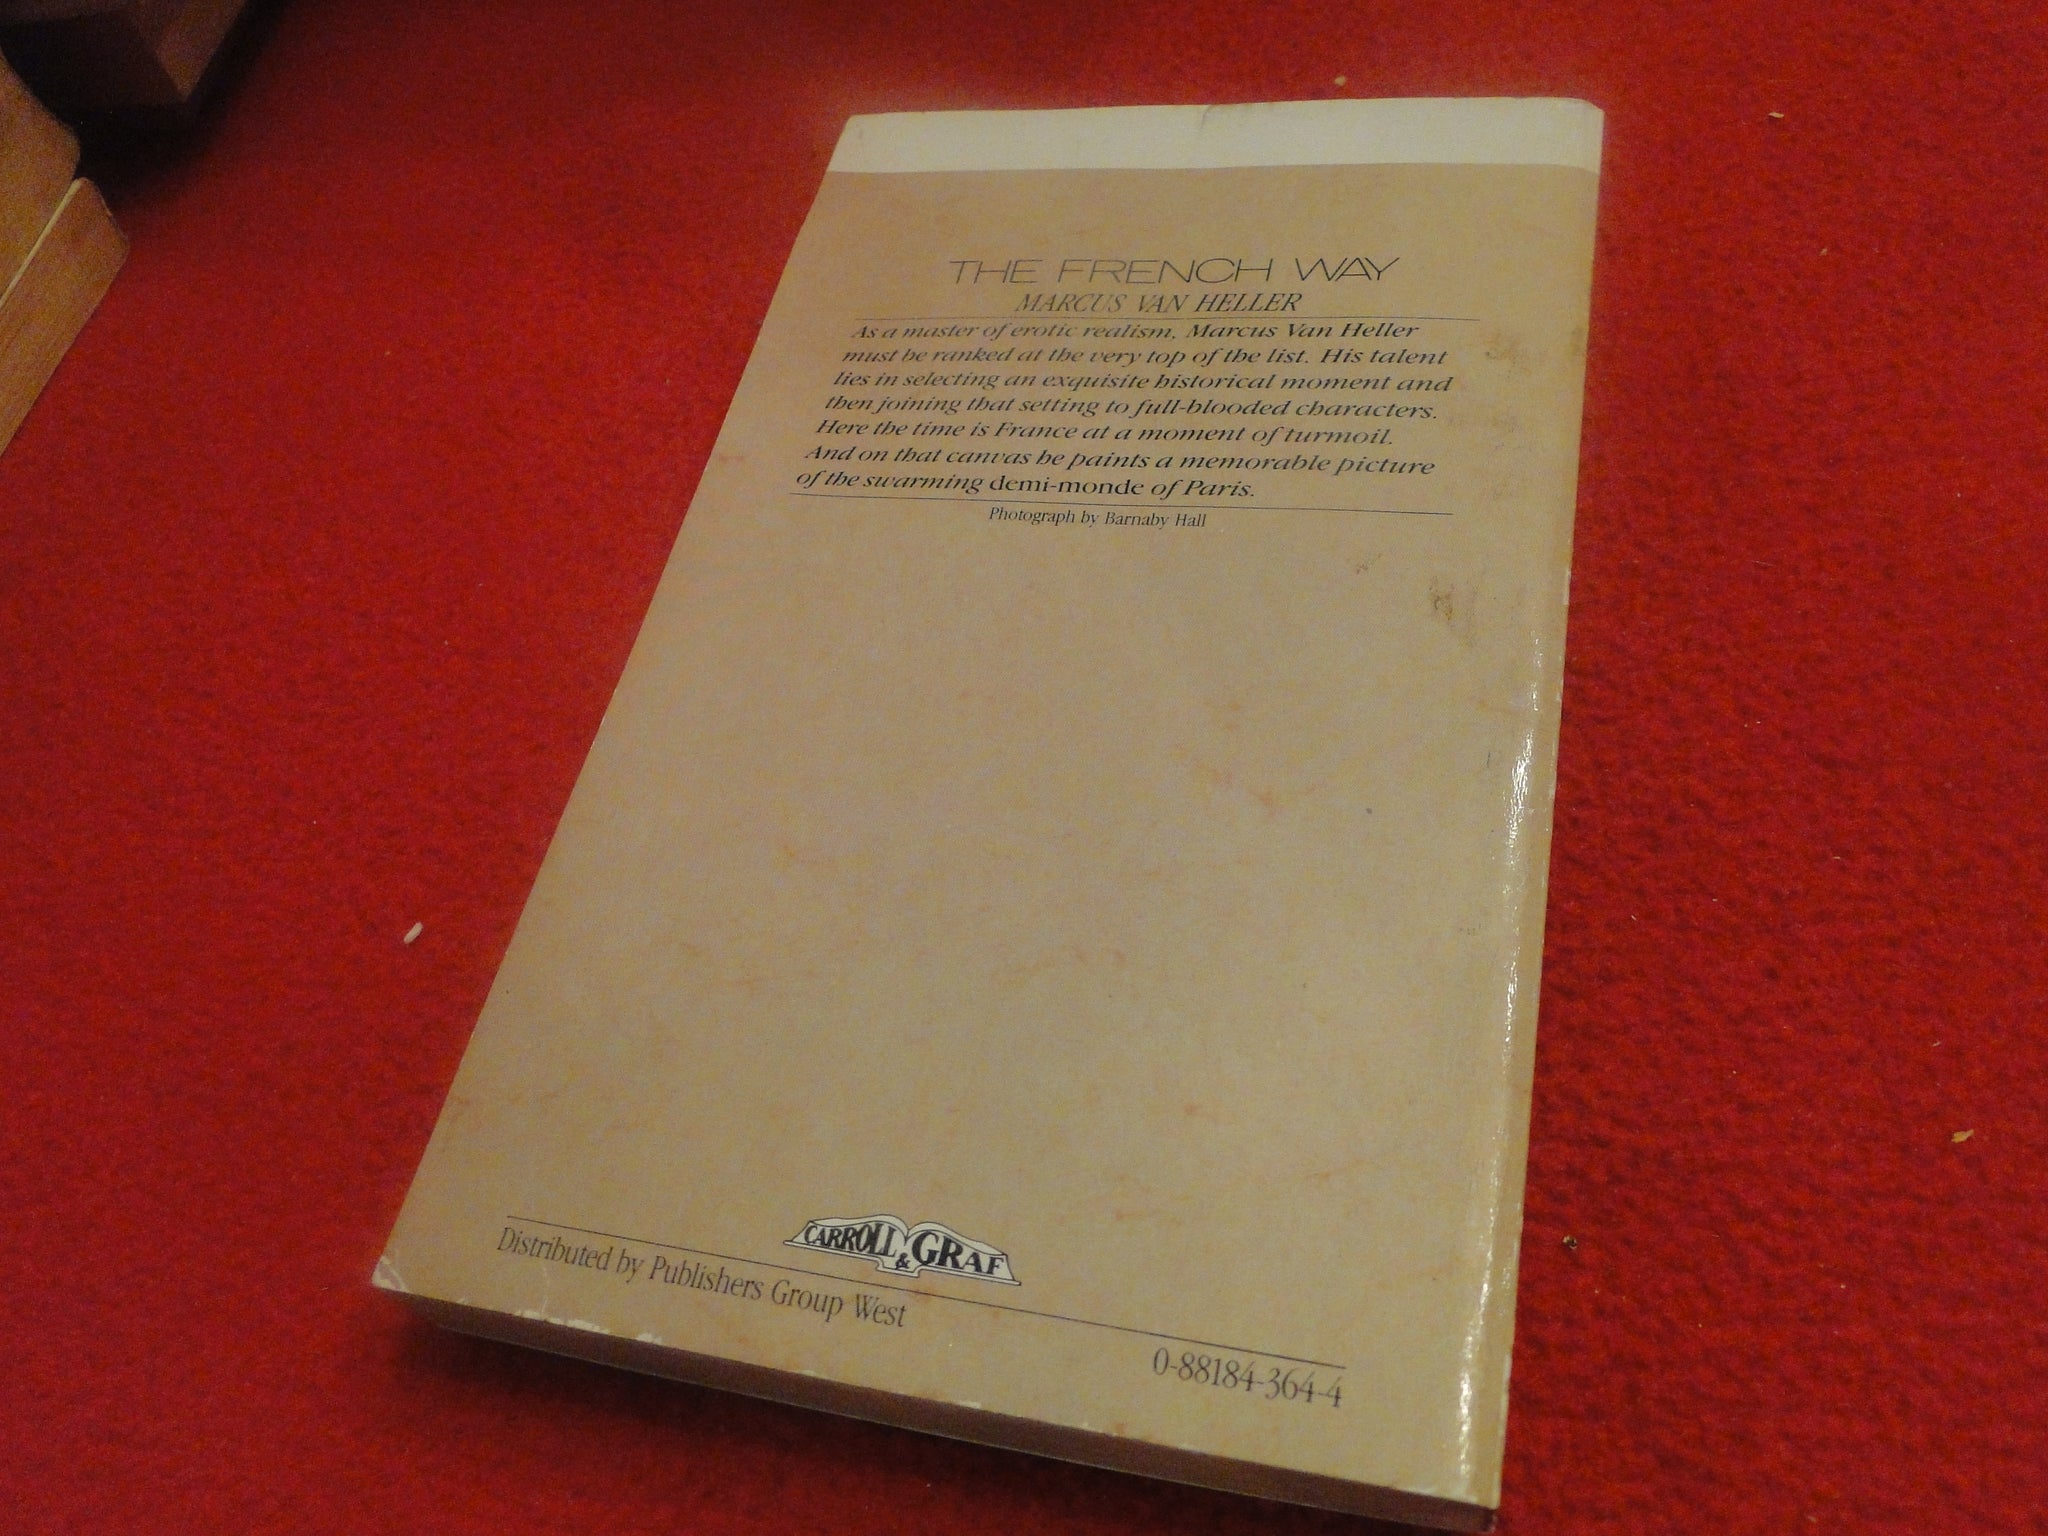 THE FRENCH WAY
MARCUS VAN HELLER
As a master of erotic realism, Marcus Van Heller
must be ranked at the very top of the list. His talent
lies in selecting an exquisite historical moment and
then joining that setting to full-blooded characters.
Here the time is France at a moment of turmoil.
And on that canvas he paints a memorable picture
of the swarming demi-monde of Paris.
Photograph by Barnaby Hall
CARROLL & GRAF
Distributed by Publishers Group West
0-88184-364-4